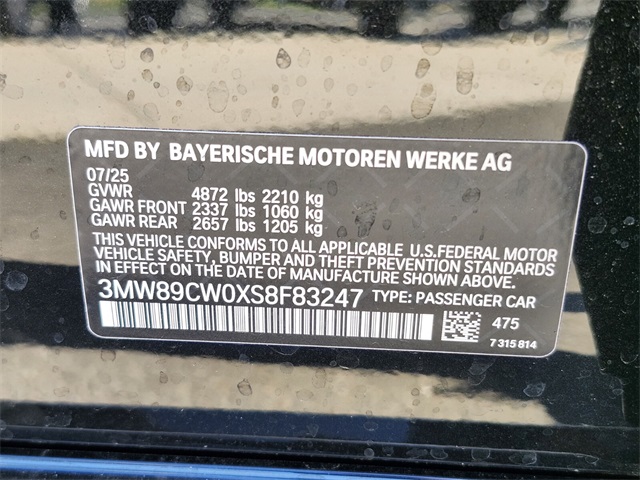 MFD BY BAYERISCHE MOTOREN WERKE AG
07/25
GVWR 4872 lbs 2210 kg
GAWR FRONT 2337 lbs 1060 kg
GAWR REAR 2657 lbs 1205 kg
THIS VEHICLE CONFORMS TO ALL APPLICABLE U.S.FEDERAL MOTOR
VEHICLE SAFETY, BUMPER AND THEFT PREVENTION STANDARDS
IN EFFECT ON THE DATE OF MANUFACTURE SHOWN ABOVE.
3MW89CW0XS8F83247 TYPE: PASSENGER CAR
475
7 315 814